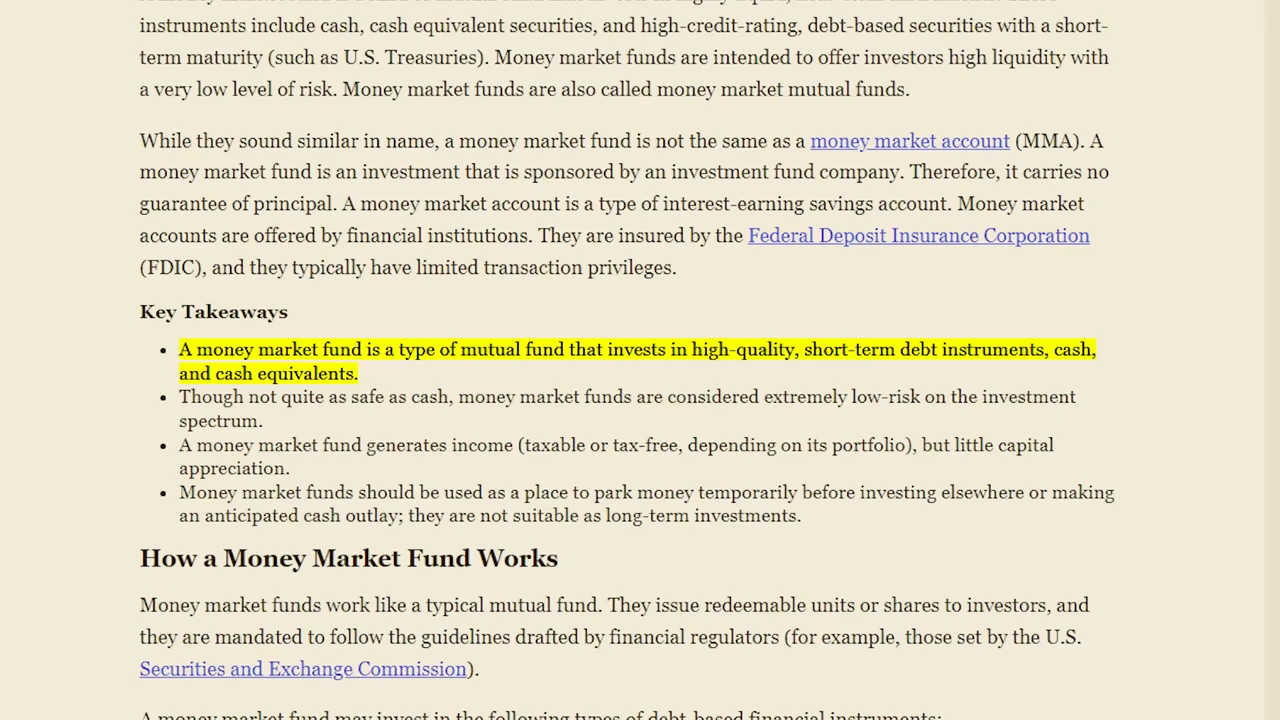 instruments include cash, cash equivalent securities, and high-credit-rating, debt-based securities with a short-
term maturity (such as U.S. Treasuries). Money market funds are intended to offer investors high liquidity with
a very low level of risk. Money market funds are also called money market mutual funds.
While they sound similar in name, a money market fund is not the same as a money market account (MMA). A
money market fund is an investment that is sponsored by an investment fund company. Therefore, it carries no
guarantee of principal. A money market account is a type of interest-earning savings account. Money market
accounts are offered by financial institutions. They are insured by the Federal Deposit Insurance Corporation
(FDIC), and they typically have limited transaction privileges.
Key Takeaways
• A money market fund is a type of mutual fund that invests in high-quality, short-term debt instruments, cash,
and cash equivalents.
• Though not quite as safe as cash, money market funds are considered extremely low-risk on the investment
spectrum.
• A money market fund generates income (taxable or tax-free, depending on its portfolio), but little capital
appreciation.
• Money market funds should be used as a place to park money temporarily before investing elsewhere or making
an anticipated cash outlay; they are not suitable as long-term investments.
How a Money Market Fund Works
Money market funds work like a typical mutual fund. They issue redeemable units or shares to investors, and
they are mandated to follow the guidelines drafted by financial regulators (for example, those set by the U.S.
Securities and Exchange Commission).
A money market fund may invest in the following types of debt-based financial instruments: